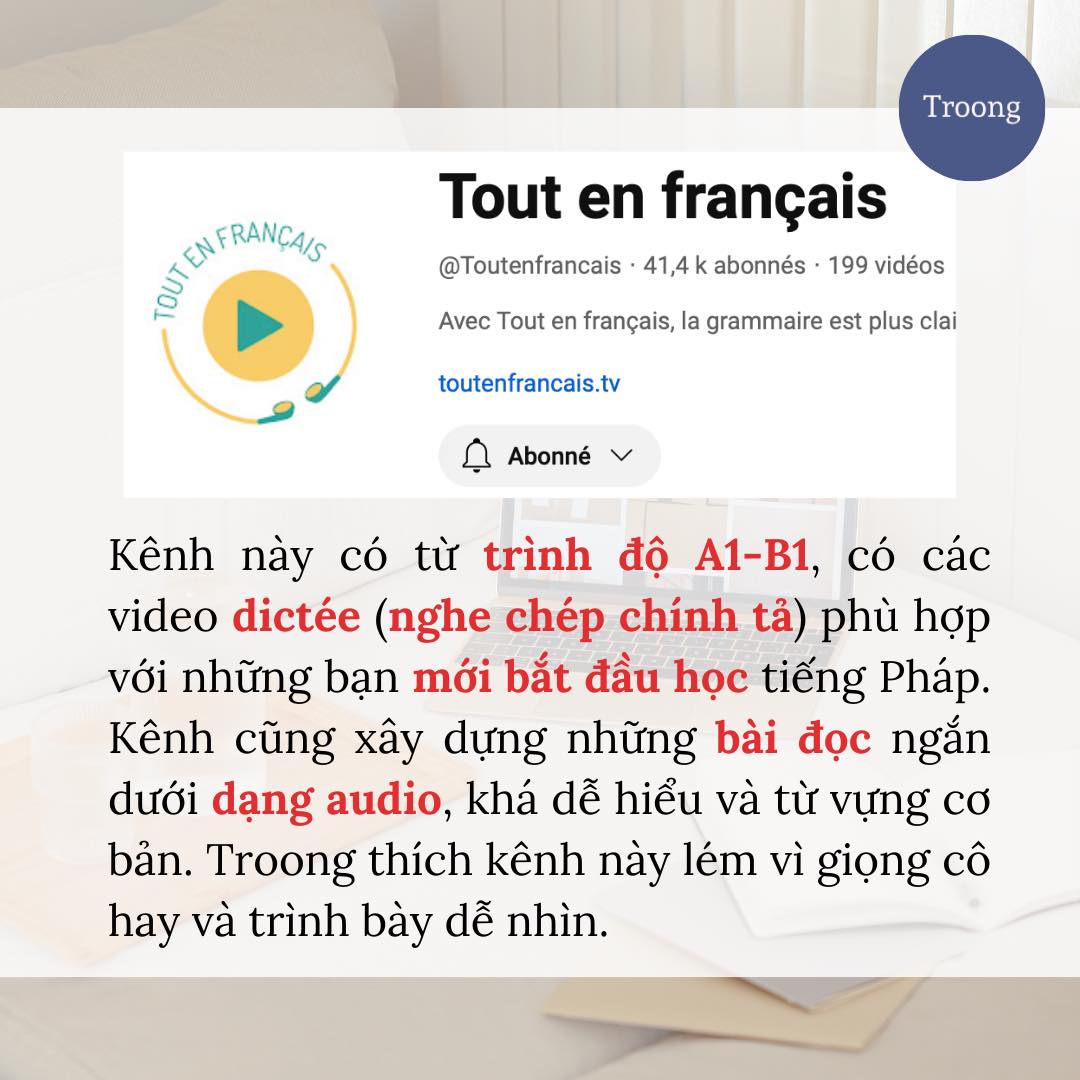 Troong
Tout en français
TOUT EN FRANÇAIS
@Toutenfrancais · 41,4 k abonnés · 199 vidéos
Avec Tout en français, la grammaire est plus clai
toutenfrancais.tv
Abonné
Kênh này có từ trình độ A1-B1, có các
video dictée (nghe chép chính tả) phù hợp
với những bạn mới bắt đầu học tiếng Pháp.
Kênh cũng xây dựng những bài đọc ngắn
dưới dạng audio, khá dễ hiểu và từ vựng cơ
bản. Troong thích kênh này lém vì giọng cô
hay và trình bày dễ nhìn.